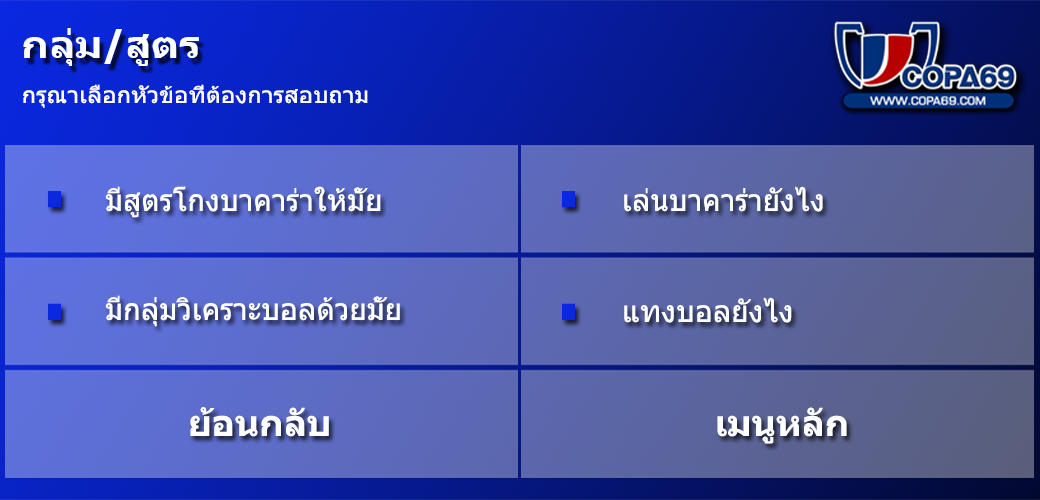 กลุ่ม/สูตร
กรุณาเลือกหัวข้อที่ต้องการสอบถาม
COPA69
WWW.COPA69.COM
มีสูตรโกงบาคาร่าให้มั้ย
เล่นบาคาร่ายังไง
มีกลุ่มวิเคราะบอลด้วยมั้ย
แทงบอลยังไง
ย้อนกลับ
เมนูหลัก